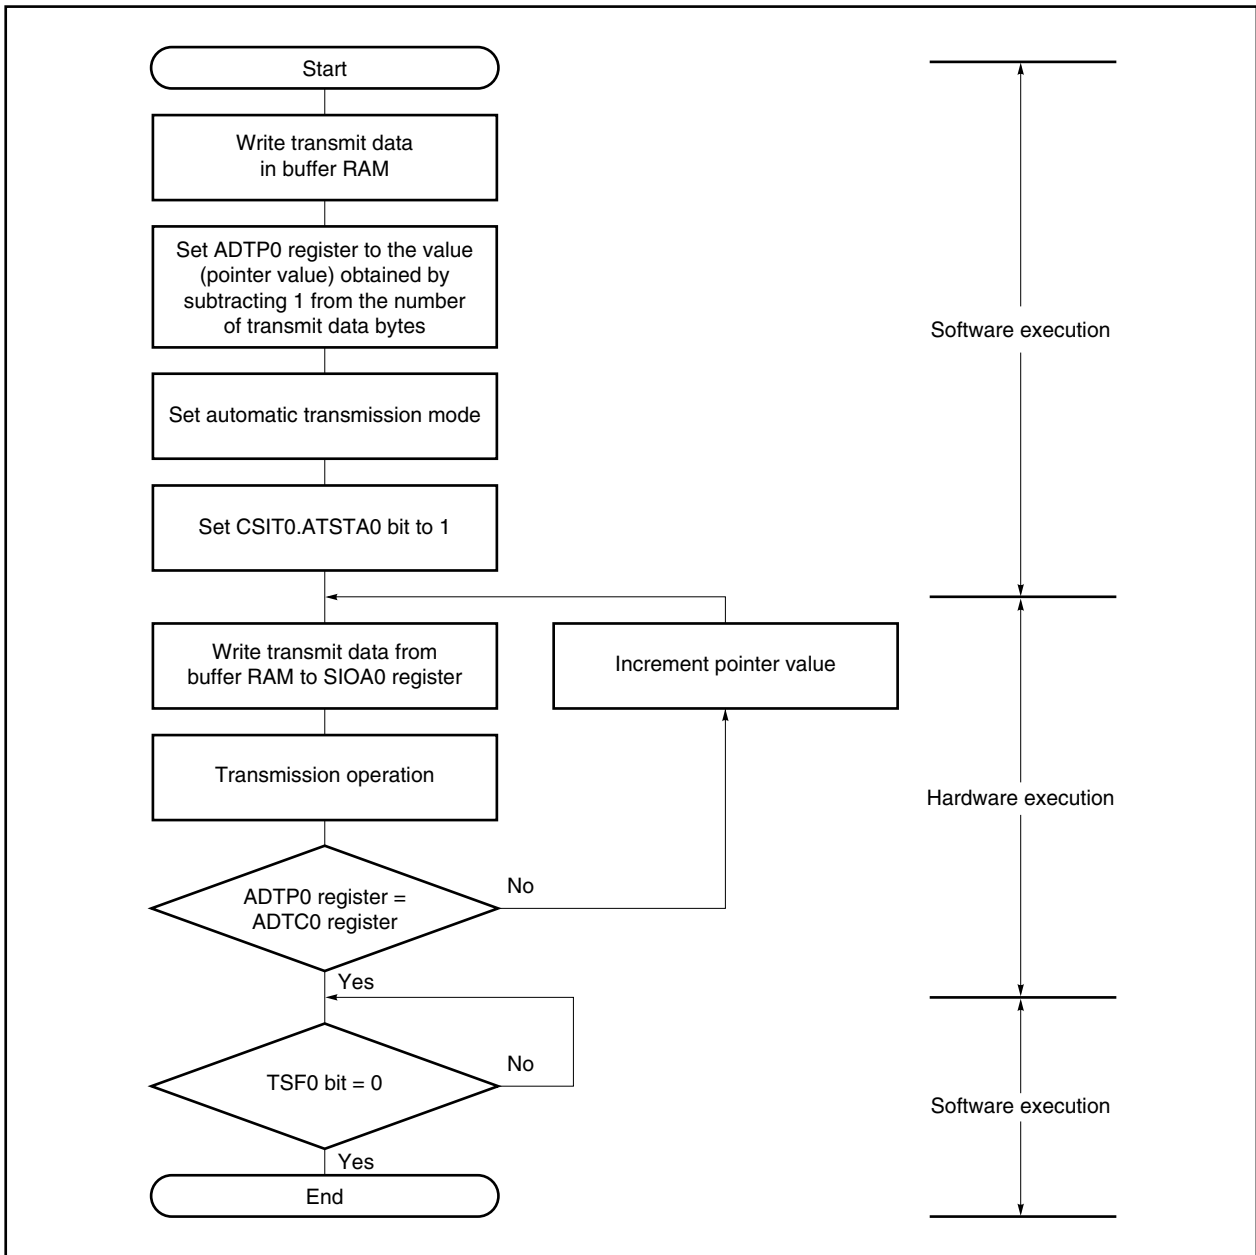 Start
Write transmit data
in buffer RAM
Set ADTP0 register to the value
(pointer value) obtained by
subtracting 1 from the number
of transmit data bytes
Software execution
Set automatic transmission mode
Set CSIT0.ATSTA0 bit to 1
Write transmit data from
buffer RAM to SIOA0 register
Increment pointer value
Transmission operation
Hardware execution
No
ADTP0 register =
ADTC0 register
Yes
No
TSF0 bit = 0
Software execution
Yes
End